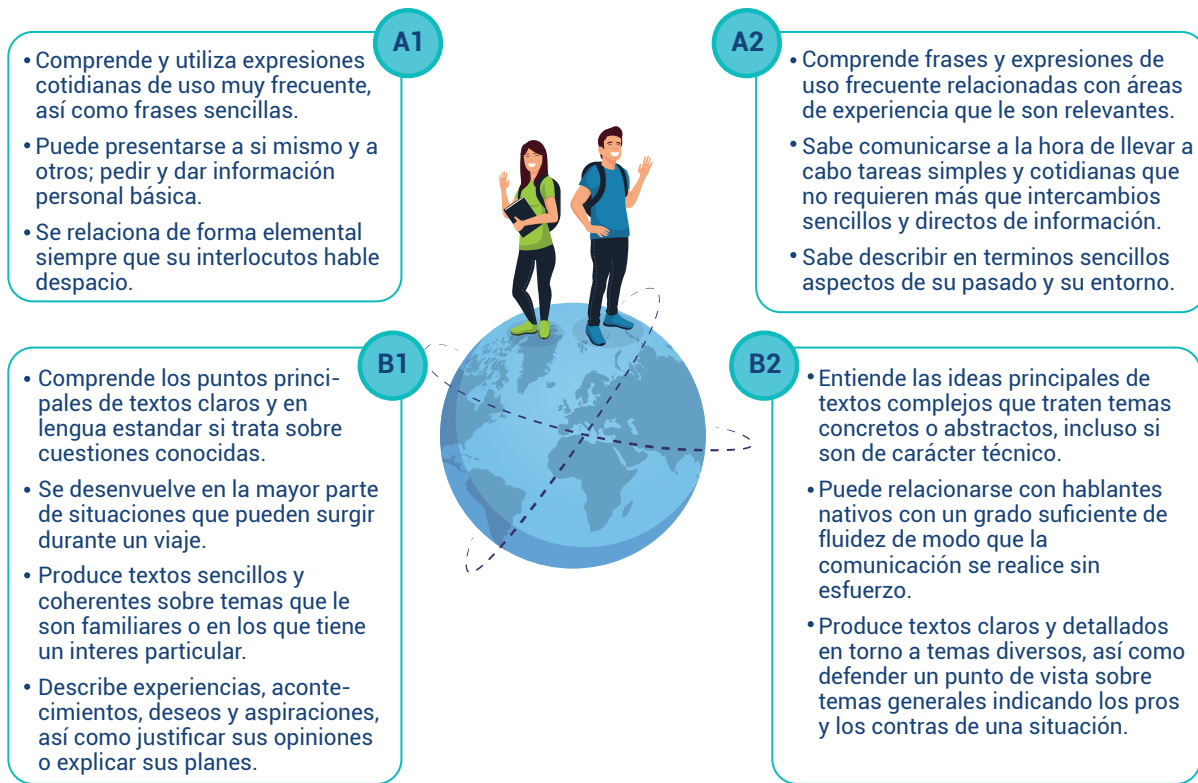 A1
• Comprende y utiliza expresiones
cotidianas de uso muy frecuente,
así como frases sencillas.
• Puede presentarse a si mismo y a
otros; pedir y dar información
personal básica.
• Se relaciona de forma elemental
siempre que su interlocutos hable
despacio.
A2
• Comprende frases y expresiones de
uso frecuente relacionadas con áreas
de experiencia que le son relevantes.
• Sabe comunicarse a la hora de llevar a
cabo tareas simples y cotidianas que
no requieren más que intercambios
sencillos y directos de información.
• Sabe describir en terminos sencillos
aspectos de su pasado y su entorno.
B1
• Comprende los puntos princi-
pales de textos claros y en
lengua estandar si trata sobre
cuestiones conocidas.
• Se desenvuelve en la mayor parte
de situaciones que pueden surgir
durante un viaje.
• Produce textos sencillos y
coherentes sobre temas que le
son familiares o en los que tiene
un interes particular.
• Describe experiencias, aconte-
cimientos, deseos y aspiraciones,
así como justificar sus opiniones
o explicar sus planes.
B2
• Entiende las ideas principales de
textos complejos que traten temas
concretos o abstractos, incluso si
son de carácter técnico.
• Puede relacionarse con hablantes
nativos con un grado suficiente de
fluidez de modo que la
comunicación se realice sin
esfuerzo.
• Produce textos claros y detallados
en torno a temas diversos, así como
defender un punto de vista sobre
temas generales indicando los pros
y los contras de una situación.